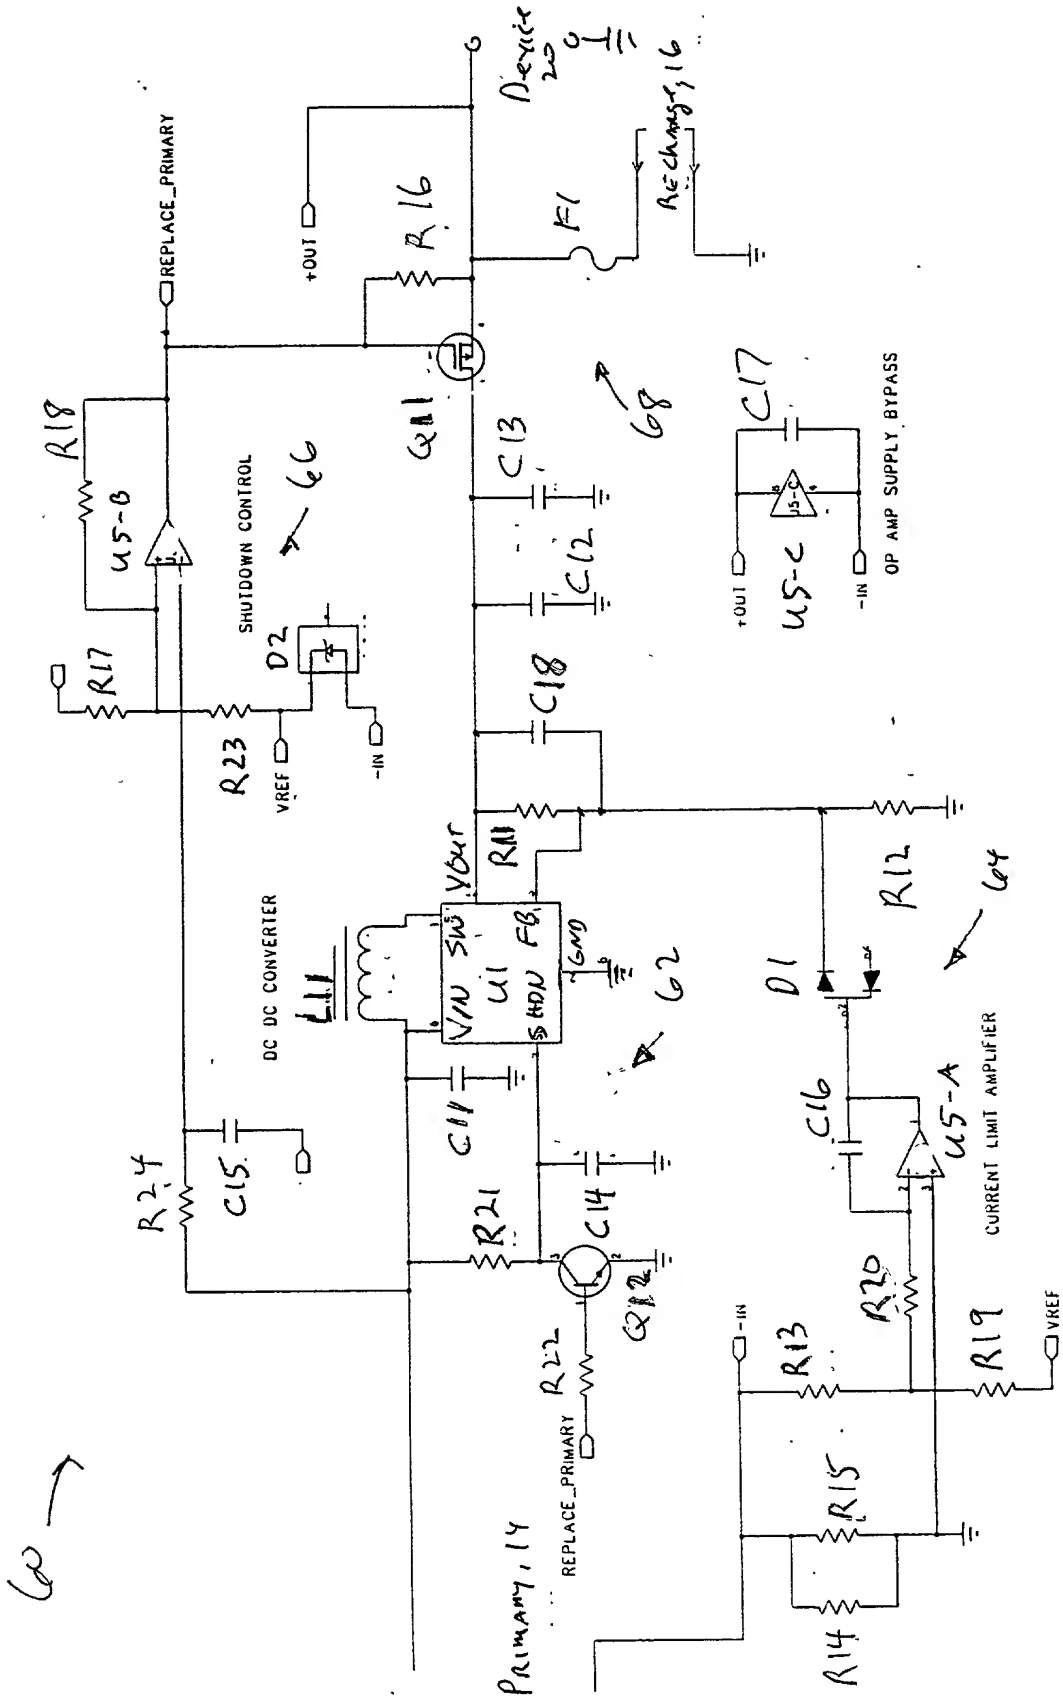 60
PRIMARY, 14
REPLACE_PRIMARY
R22
R24
C15
R21
C14
Q12
C11
L11
DC DC CONVERTER
VIN SW
U1
SHDN FB
VOUT
GND
62
R11
C18
R17
R23
VREF
-IN
D2
SHUTDOWN CONTROL
66
U5-B
R18
REPLACE_PRIMARY
C12
C13
Q11
R16
68
+OUT
F1
Device
20
Recharge, 16
R14
R15
-IN
R13
R19
VREF
R20
C16
U5-A
CURRENT LIMIT AMPLIFIER
D1
R12
64
+OUT
U5-C
U5-C
-IN
C17
OP AMP SUPPLY BYPASS